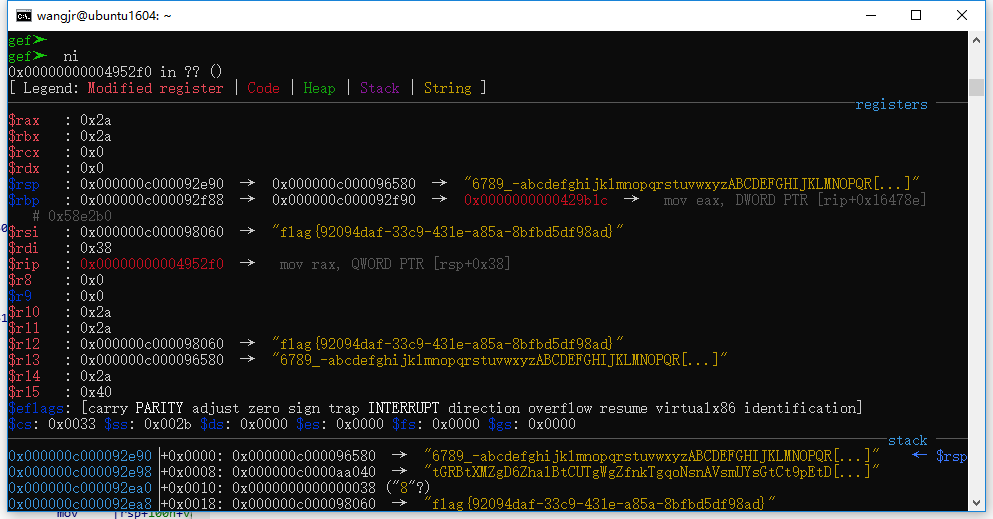 wangjr@ubuntu1604: ~
gef➤
gef➤  ni
0x00000000004952f0 in ?? ()
[ Legend: Modified register | Code | Heap | Stack | String ]
registers
$rax   : 0x2a
$rbx   : 0x2a
$rcx   : 0x0
$rdx   : 0x0
$rsp   : 0x000000c000092e90  →  0x000000c000096580  →  "6789_-abcdefghijklmnopqrstuvwxyzABCDEFGHIJKLMNOPQR[...]"
$rbp   : 0x000000c000092f88  →  0x000000c000092f90  →  0x0000000000429b1c  →   mov eax, DWORD PTR [rip+0x16478e]
# 0x58e2b0
$rsi   : 0x000000c000098060  →  "flag{92094daf-33c9-431e-a85a-8bfbd5df98ad}"
$rdi   : 0x38
$rip   : 0x00000000004952f0  →   mov rax, QWORD PTR [rsp+0x38]
$r8    : 0x0
$r9    : 0x0
$r10   : 0x2a
$r11   : 0x2a
$r12   : 0x000000c000098060  →  "flag{92094daf-33c9-431e-a85a-8bfbd5df98ad}"
$r13   : 0x000000c000096580  →  "6789_-abcdefghijklmnopqrstuvwxyzABCDEFGHIJKLMNOPQR[...]"
$r14   : 0x2a
$r15   : 0x40
$eflags: [carry PARITY adjust zero sign trap INTERRUPT direction overflow resume virtualx86 identification]
$cs: 0x0033 $ss: 0x002b $ds: 0x0000 $es: 0x0000 $fs: 0x0000 $gs: 0x0000
stack
0x000000c000092e90│+0x0000: 0x000000c000096580  →  "6789_-abcdefghijklmnopqrstuvwxyzABCDEFGHIJKLMNOPQR[...]"    ← $rsp
0x000000c000092e98│+0x0008: 0x000000c0000aa040  →  "tGRBtXMZgD6ZhalBtCUTgWgZfnkTgqoNsnAVsmUYsGtCt9pEtD[...]"
0x000000c000092ea0│+0x0010: 0x0000000000000038 ("8"?)
0x000000c000092ea8│+0x0018: 0x000000c000098060  →  "flag{92094daf-33c9-431e-a85a-8bfbd5df98ad}"